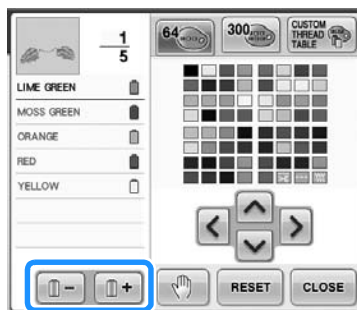 1
5
64
300
CUSTOM
THREAD
TABLE
LIME GREEN
MOSS GREEN
ORANGE
RED
YELLOW
-
+
RESET
CLOSE